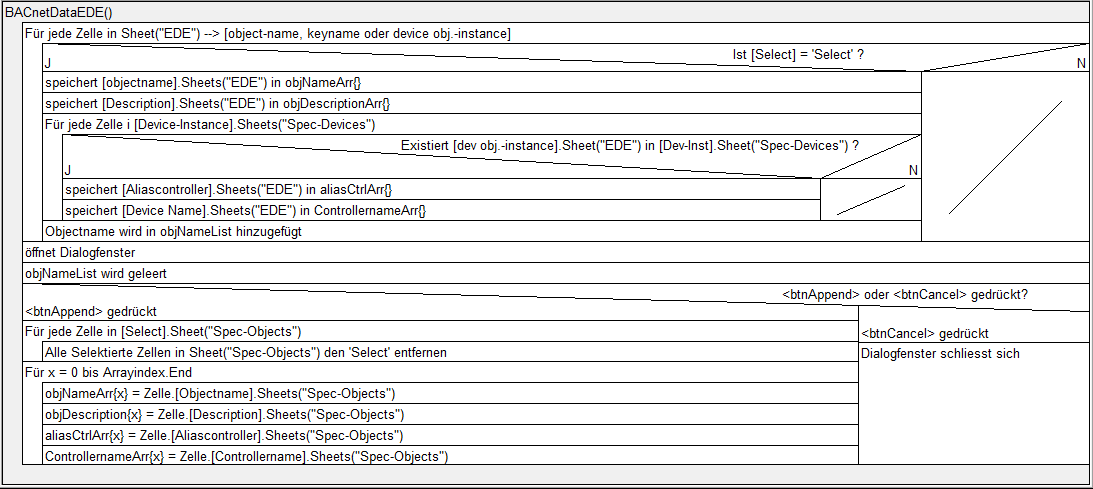 BACnetDataEDE()
Für jede Zelle in Sheet("EDE") --> [object-name, keyname oder device obj.-instance]
Ist [Select] = 'Select' ?
J
N
speichert [objectname].Sheets("EDE") in objNameArr{}
speichert [Description].Sheets("EDE") in objDescriptionArr{}
Für jede Zelle i [Device-Instance].Sheets("Spec-Devices")
Existiert [dev obj.-instance].Sheet("EDE") in [Dev-Inst].Sheet("Spec-Devices) ?
J
N
speichert [Aliascontroller].Sheets("EDE") in aliasCtrlArr{}
speichert [Device Name].Sheets("EDE") in ControllernameArr{}
Objectname wird in objNameList hinzugefügt
öffnet Dialogfenster
objNameList wird geleert
<btnAppend> oder <btnCancel> gedrückt?
<btnAppend> gedrückt
<btnCancel> gedrückt
Für jede Zelle in [Select].Sheet("Spec-Objects")
Alle Selektierte Zellen in Sheet("Spec-Objects") den 'Select' entfernen
Dialogfenster schliesst sich
Für x = 0 bis Arrayindex.End
objNameArr{x} = Zelle.[Objectname].Sheets("Spec-Objects")
objDescription{x} = Zelle.[Description].Sheets("Spec-Objects")
aliasCtrlArr{x} = Zelle.[Aliascontroller].Sheets("Spec-Objects")
ControllernameArr{x} = Zelle.[Controllername].Sheets("Spec-Objects")